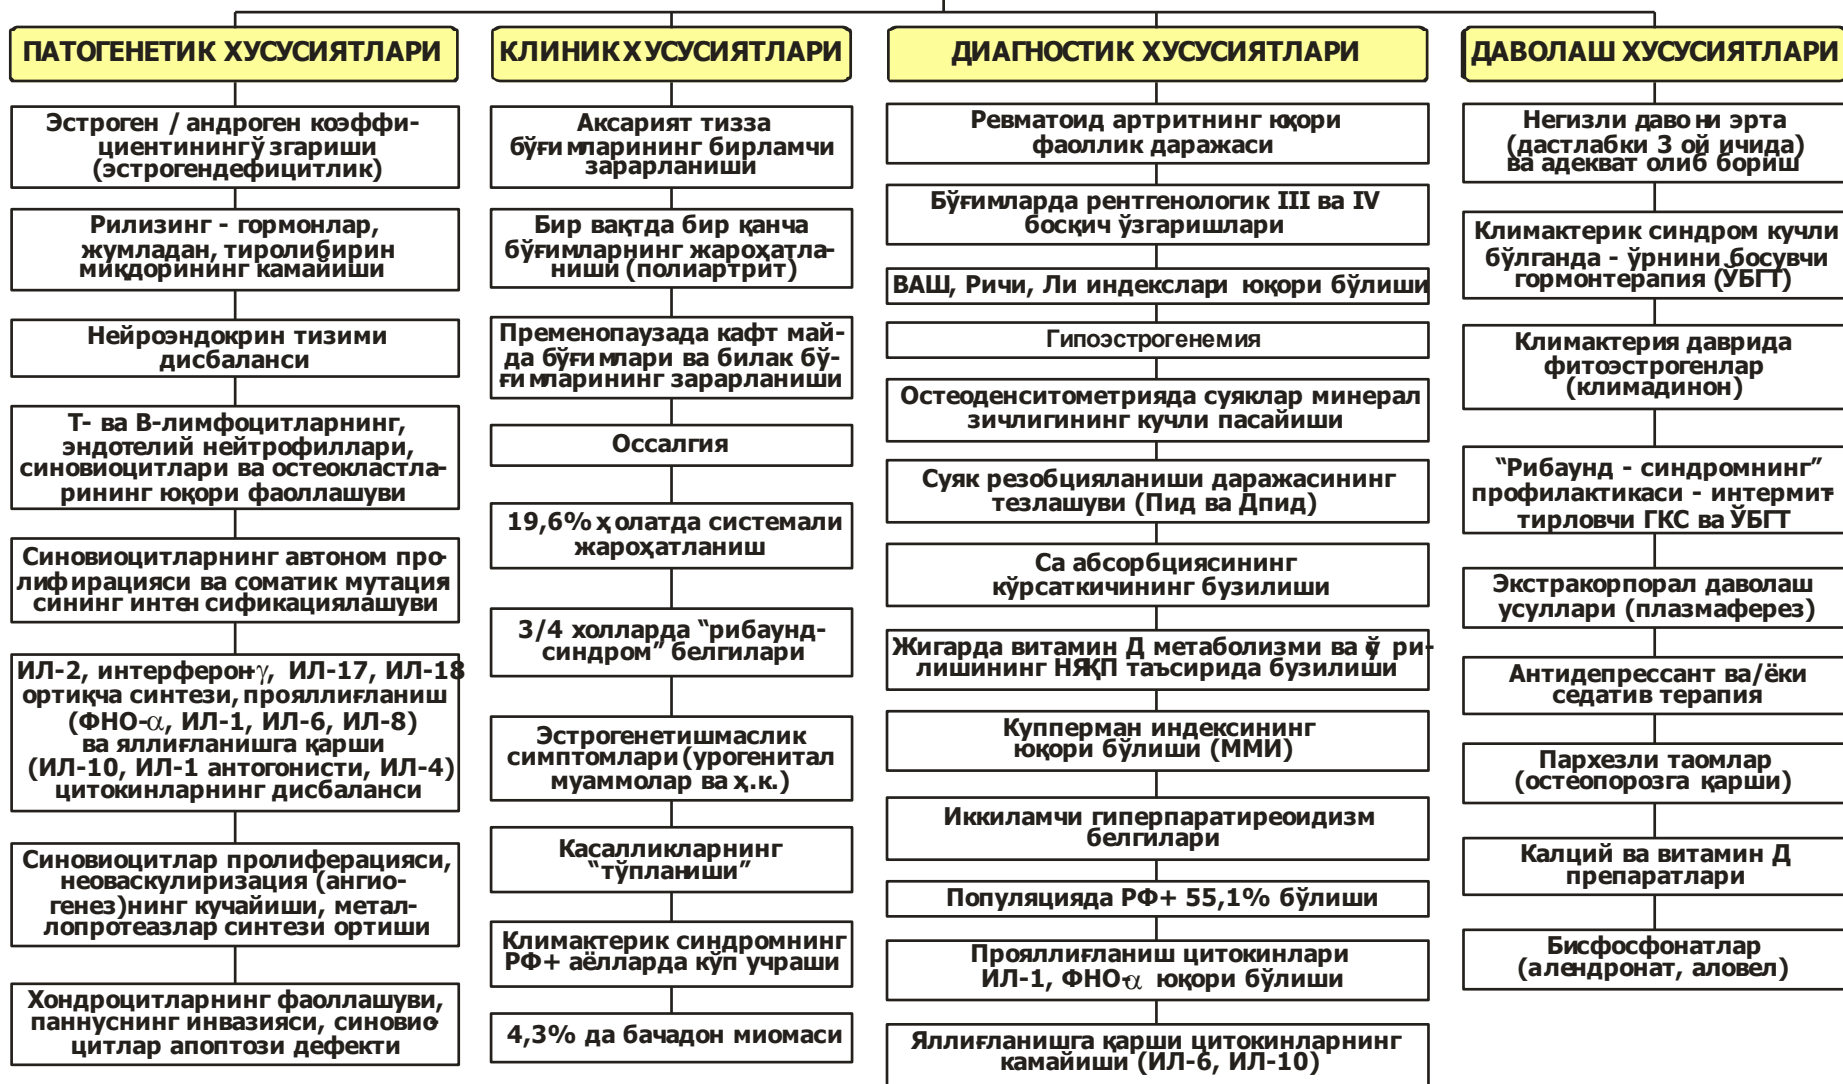 ПАТОГЕНЕТИК ХУСУСИЯТЛАРИ
Эстроген / андроген коэффи-
циентининг ўзгариши
(эстрогендефицитлик)
Рилизинг - гормонлар,
жумладан, тиролибирин
миқдорининг камайиши
Нейроэндокрин тизими
дисбаланси
Т- ва В-лимфоцитларнинг,
эндотелий нейтрофиллари,
синовиоцитлари ва остеокластла-
рининг юқори фаоллашуви
Синовиоцитларнинг автоном про-
лифирацияси ва соматик мутация
сининг интенсификациялашуви
ИЛ-2, интерферон-γ, ИЛ-17, ИЛ-18
ортиқча синтези, прояллиғланиш
(ФНО-α, ИЛ-1, ИЛ-6, ИЛ-8)
ва яллиғланишга қарши
(ИЛ-10, ИЛ-1 антогонисти, ИЛ-4)
цитокинларнинг дисбаланси
Синовиоцитлар пролиферацияси,
неоваскулиризация (ангио-
генез)нинг кучайиши, метал-
лопротеазлар синтези ортиши
Хондроцитларнинг фаоллашуви,
паннуснинг инвазияси, синовио-
цитлар апоптози дефекти
КЛИНИК ХУСУСИЯТЛАРИ
Аксарият тизза
бўғимларининг бирламчи
зарарланиши
Бир вақтда бир қанча
бўғимларнинг жароҳатла-
ниши (полиартрит)
Пременопаузада кафт май-
да бўғимлари ва билак бў-
ғимларининг зарарланиши
Оссалгия
19,6% ҳолатда системали
жароҳатланиш
3/4 холларда “рибаунд-
синдром” белгилари
Эстрогенетишмаслик
симптомлари (урогенитал
муаммолар ва ҳ.к.)
Касалликларнинг
“тўпланиши”
Климактерик синдромнинг
РФ+ аёлларда кўп учраши
4,3% да бачадон миомаси
ДИАГНОСТИК ХУСУСИЯТЛАРИ
Ревматоид артритнинг юқори
фаоллик даражаси
Бўғимларда рентгенологик III ва IV
босқич ўзгаришлари
ВАШ, Ричи, Ли индекслари юқори бўлиши
Гипоэстрогенемия
Остеоденситометрияда суяклар минерал
зичлигининг кучли пасайиши
Суяк резобцияланиши даражасининг
тезлашуви (Пид ва Дпид)
Са абсорбциясининг
кўрсаткичининг бузилиши
Жигарда витамин Д метаболизми ва сў ри-
лишининг НЯҚП таъсирида бузилиши
Купперман индексининг
юқори бўлиши (ММИ)
Иккиламчи гиперпаратиреоидизм
белгилари
Популяцияда РФ+ 55,1% бўлиши
Прояллиғланиш цитокинлари
ИЛ-1, ФНО-α юқори бўлиши
Яллиғланишга қарши цитокинларнинг
камайиши (ИЛ-6, ИЛ-10)
ДАВОЛАШ ХУСУСИЯТЛАРИ
Негизли давони эрта
(дастлабки 3 ой ичида)
ва адекват олиб бориш
Климактерик синдром кучли
бўлганда - ўрнини босувчи
гормонтерапия (ЎБГТ)
Климактерия даврида
фитоэстрогенлар
(климадинон)
“Рибаунд - синдромнинг”
профилактикаси - интермит-
тирловчи ГКС ва ЎБГТ
Экстракорпорал даволаш
усуллари (плазмаферез)
Антидепрессант ва/ёки
седатив терапия
Пархезли таомлар
(остеопорозга қарши)
Калций ва витамин Д
препаратлари
Бисфосфонатлар
(алендронат, аловел)